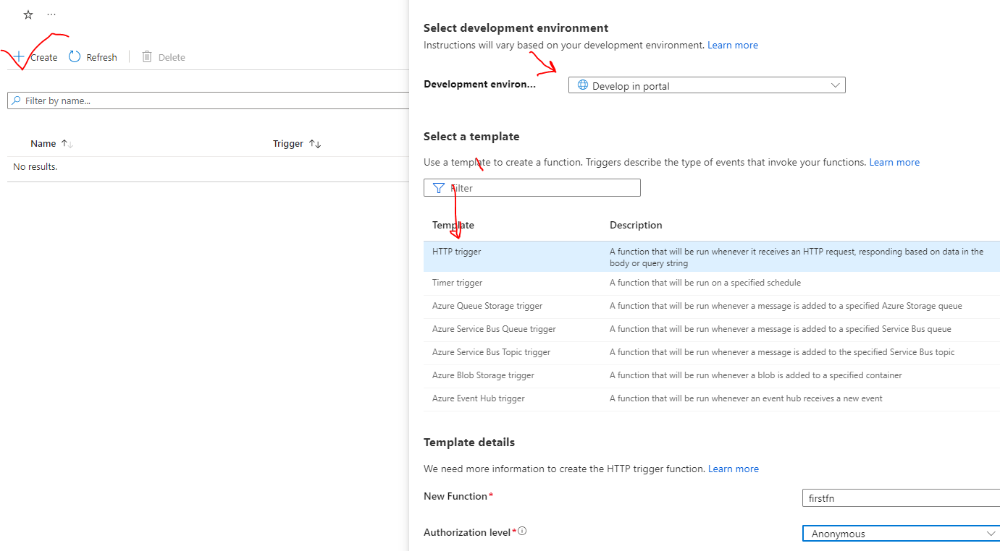 Create Refresh Delete
Filter by name...
Name Trigger
No results.
Select development environment
Instructions will vary based on your development environment. Learn more
Development environ... Develop in portal
Select a template
Use a template to create a function. Triggers describe the type of events that invoke your functions. Learn more
Filter
Template Description
HTTP trigger A function that will be run whenever it receives an HTTP request, responding based on data in the
body or query string
Timer trigger A function that will be run on a specified schedule
Azure Queue Storage trigger A function that will be run whenever a message is added to a specified Azure Storage queue
Azure Service Bus Queue trigger A function that will be run whenever a message is added to a specified Service Bus queue
Azure Service Bus Topic trigger A function that will be run whenever a message is added to the specified Service Bus topic
Azure Blob Storage trigger A function that will be run whenever a blob is added to a specified container
Azure Event Hub trigger A function that will be run whenever an event hub receives a new event
Template details
We need more information to create the HTTP trigger function. Learn more
New Function* firstfn
Authorization level* Anonymous